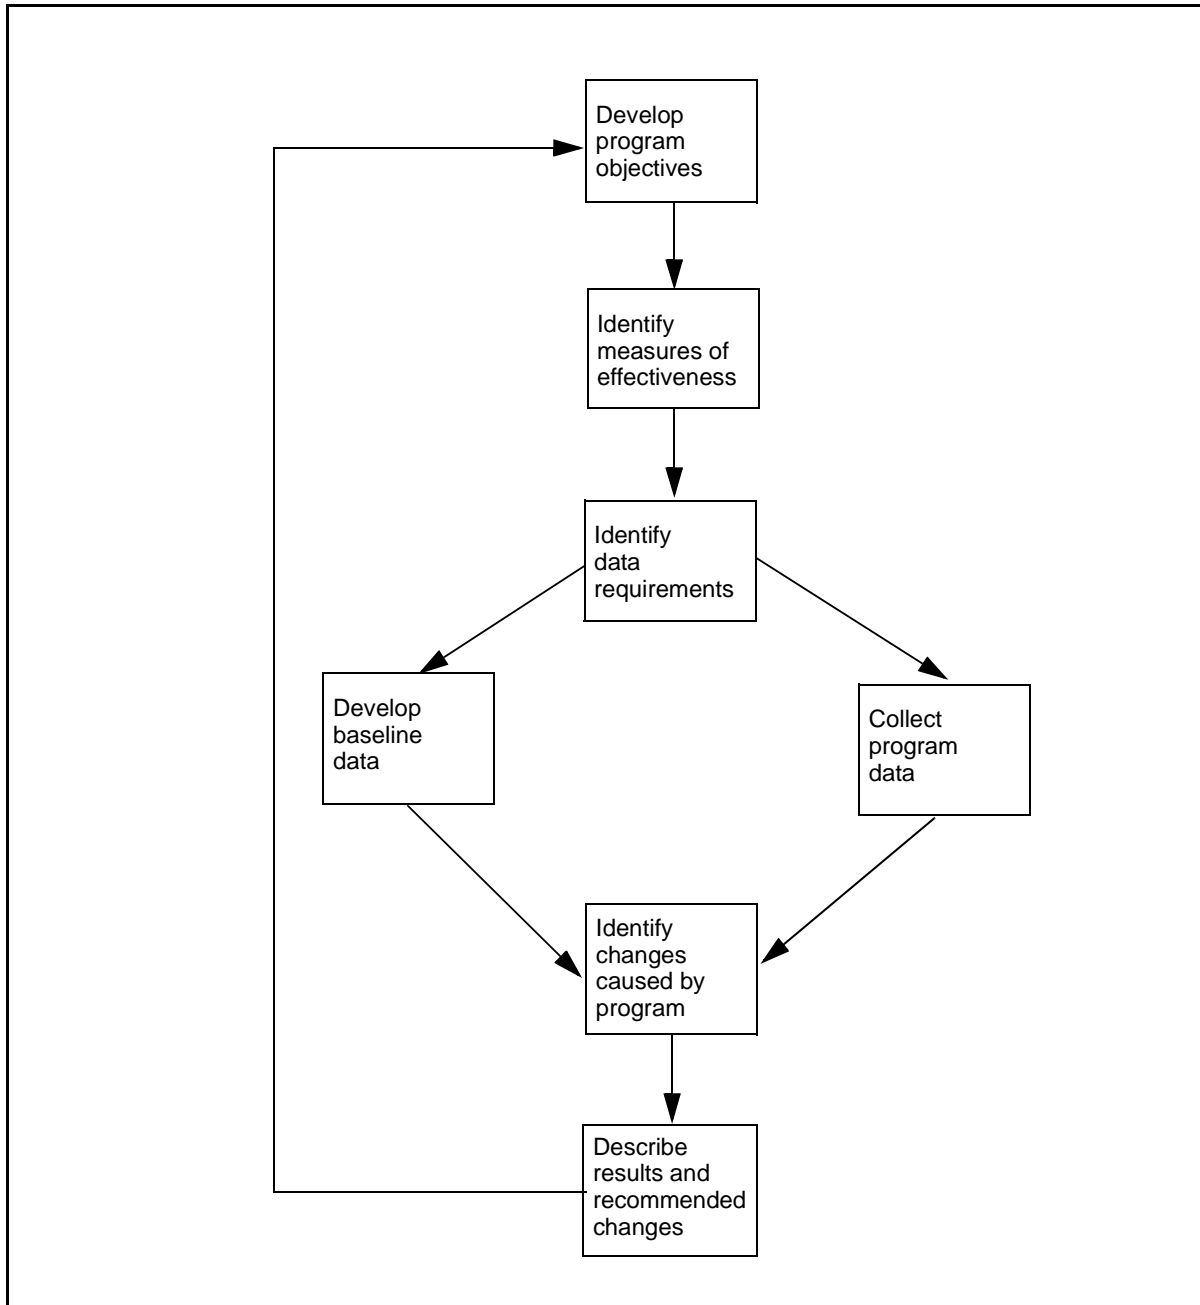 Develop
program
objectives
Identify
measures of
effectiveness
Identify
data
requirements
Develop
baseline
data
Collect
program
data
Identify
changes
caused by
program
Describe
results and
recommended
changes